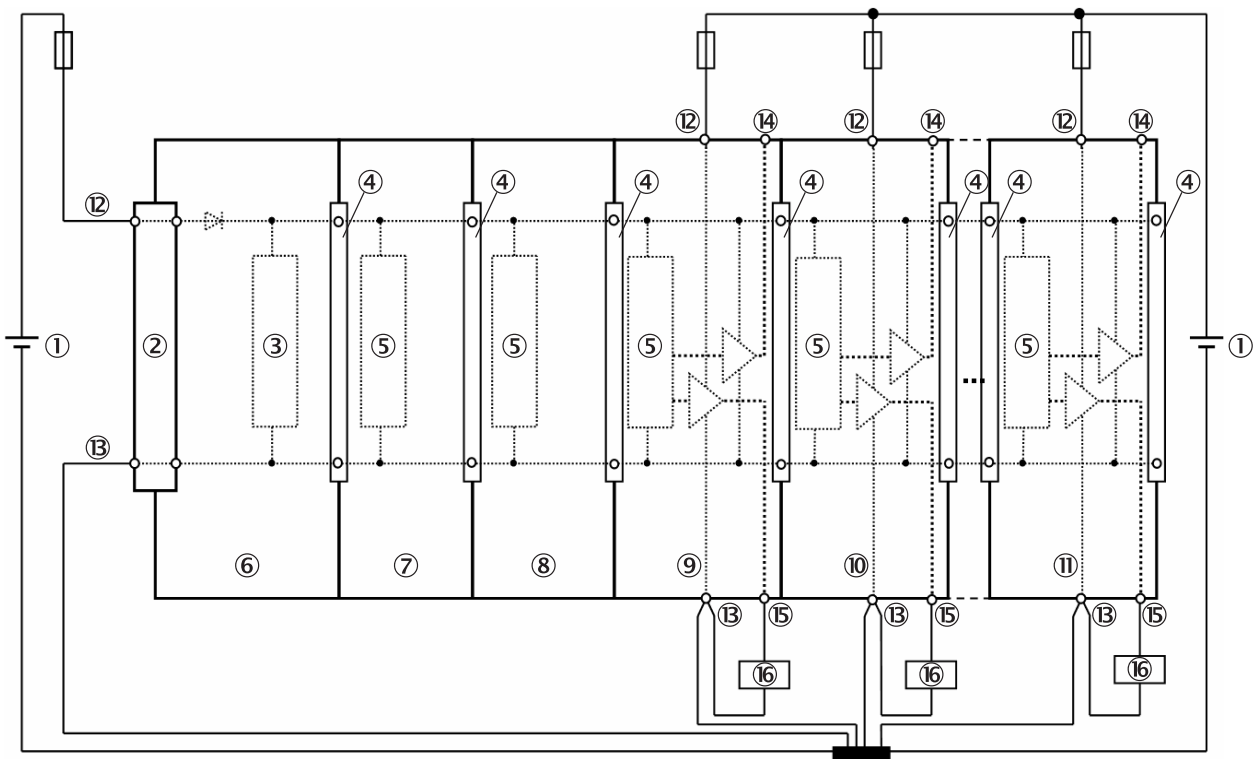 ⑫ ⑭ ⑫ ⑭ ⑫ ⑭
④ ④ ④ ④ ④ ④ ④
⑫
① ② ③ ⑤ ⑤ ⑤ ⑤ ⑤ ①
...
⑬
⑥ ⑦ ⑧ ⑨ ⑩ ⑪
⑬ ⑮ ⑬ ⑮ ⑬ ⑮
⑯ ⑯ ⑯